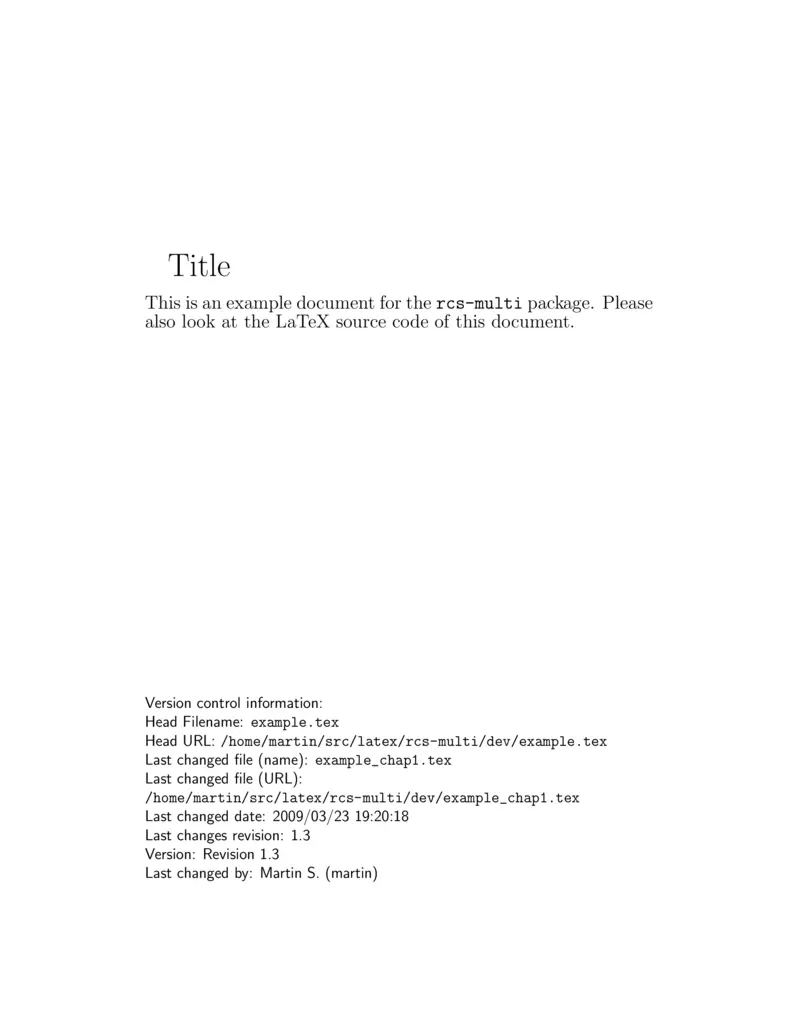 Title
This is an example document for the rcs-multi package. Please
also look at the LaTeX source code of this document.
Version control information:
Head Filename: example.tex
Head URL: /home/martin/src/latex/rcs-multi/dev/example.tex
Last changed file (name): example_chap1.tex
Last changed file (URL):
/home/martin/src/latex/rcs-multi/dev/example_chap1.tex
Last changed date: 2009/03/23 19:20:18
Last changes revision: 1.3
Version: Revision 1.3
Last changed by: Martin S. (martin)